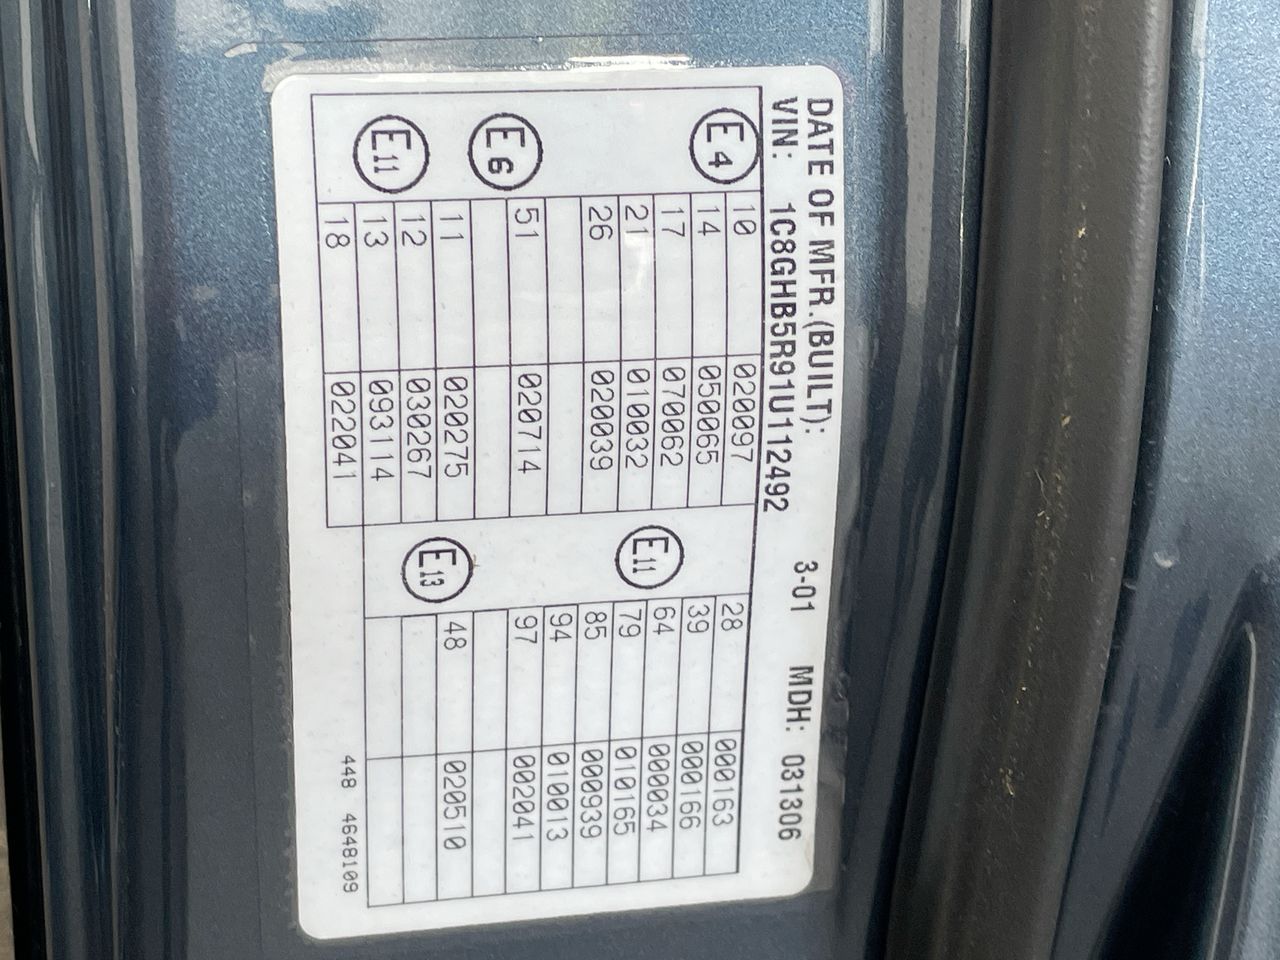 DATE OF MFR.(BUILT): 3-01 MDH: 031306
VIN: 1C8GHB5R91U112492
E4 10 020097
14 050065
17 070062
21 010032
26 020039
E6 51 020714
E11 11 020275
12 030267
13 093114
18 022041
E11 28 000163
39 000166
64 000034
79 010165
85 000939
94 010013
97 002041
E13 48 020510
448 4648109